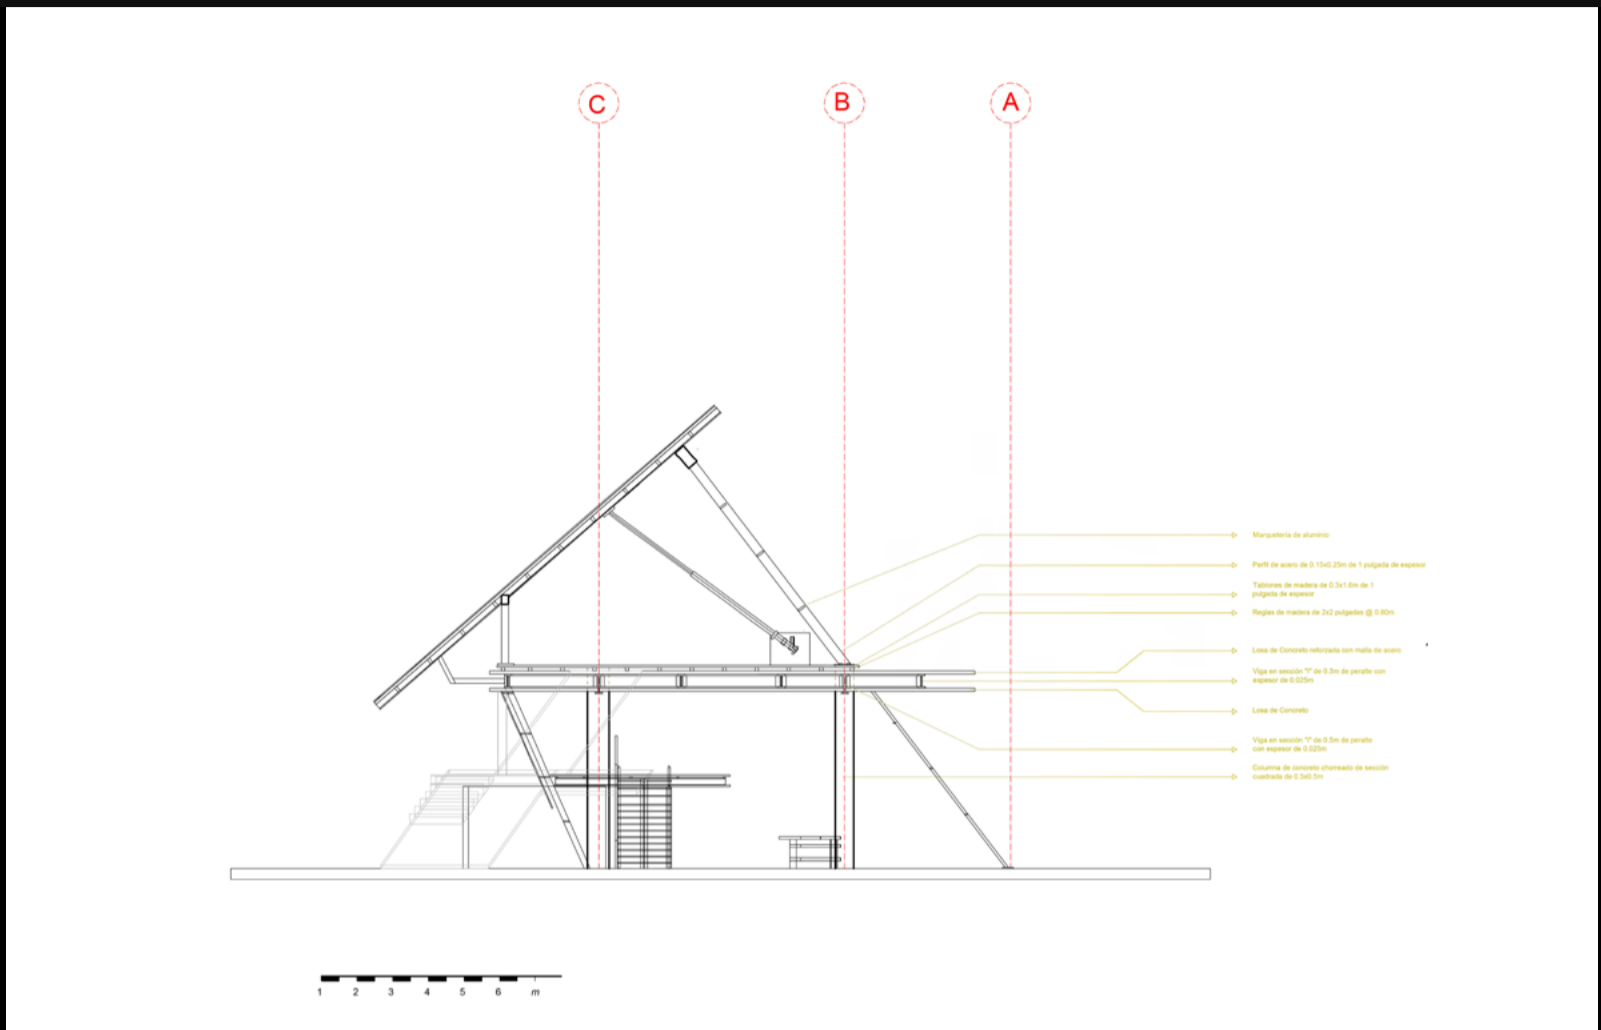 C
B
A
Marquetería de aluminio
Perfil de acero de 0.15x0.25m de 1 pulgada de espesor
Tablones de madera de 0.3x1.6m de 1
pulgada de espesor
Reglas de madera de 2x2 pulgadas @ 0.60m
Losa de Concreto reforzada con malla de acero
Viga en sección "I" de 0.3m de peralte con
espesor de 0.025m
Losa de Concreto
Viga en sección "I" de 0.5m de peralte
con espesor de 0.025m
Columna de concreto chorreado de sección
cuadrada de 0.5x0.5m
1 2 3 4 5 6 m